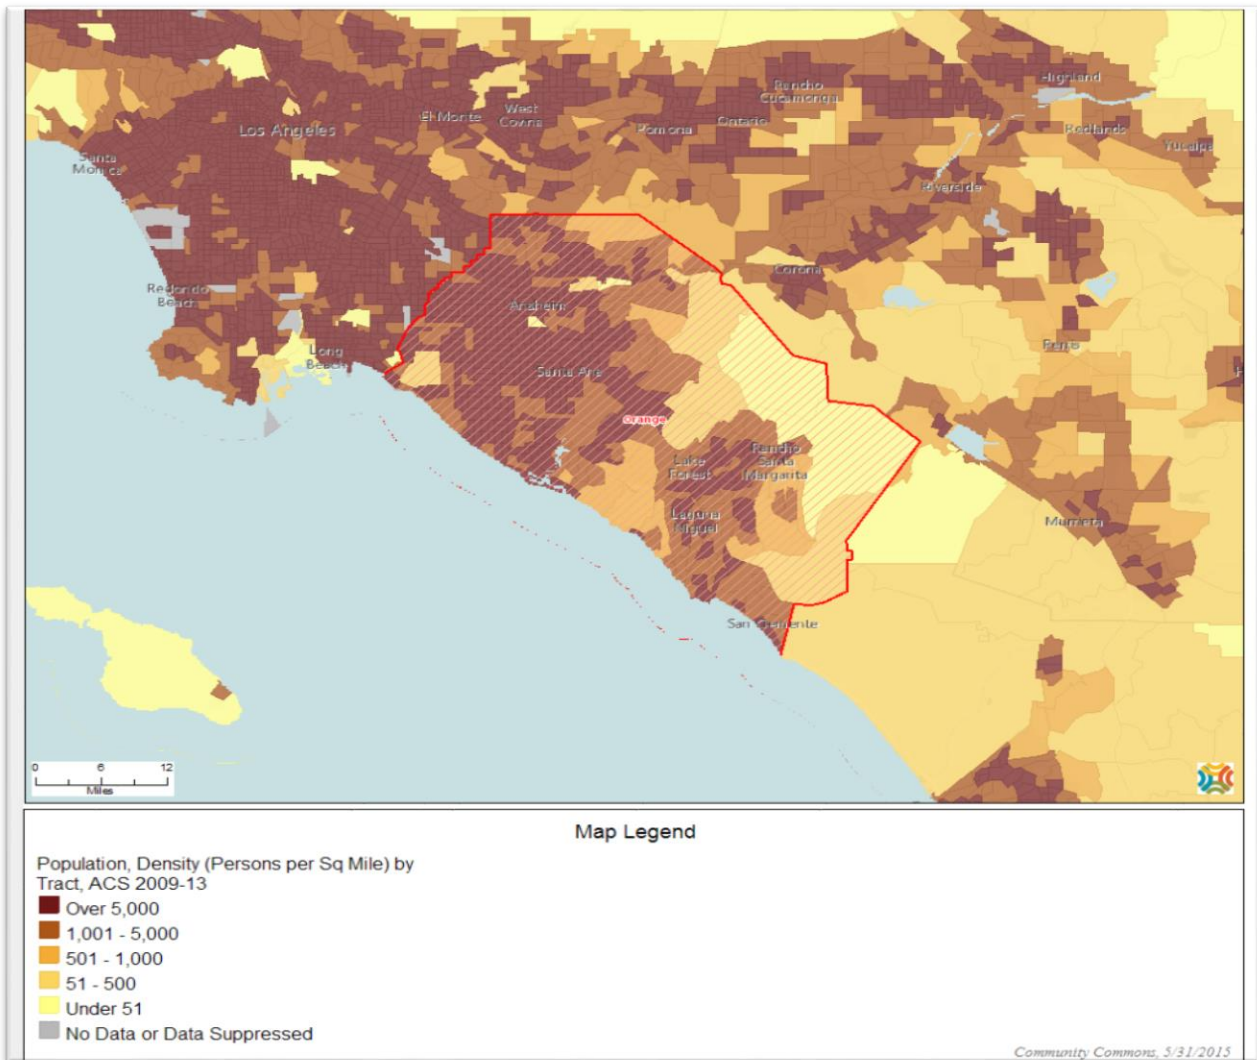 Highland
Rancho
Cucamonga
El Monte
West
Covina
Los Angeles
Pomona
Ontario
Redlands
Yucaipa
Santa
Monica
Riverside
Corona
Redondo
Beach
Anaheim
Perris
Long
Beach
Santa Ana
H
Orange
Lake
Forest
Rancho
Santa
Margarita
Laguna
Niguel
Murrieta
San Clemente
0 6 12
Miles
Map Legend
Population, Density (Persons per Sq Mile) by
Tract, ACS 2009-13
Over 5,000
1,001 - 5,000
501 - 1,000
51 - 500
Under 51
No Data or Data Suppressed
Community Commons, 5/31/2015